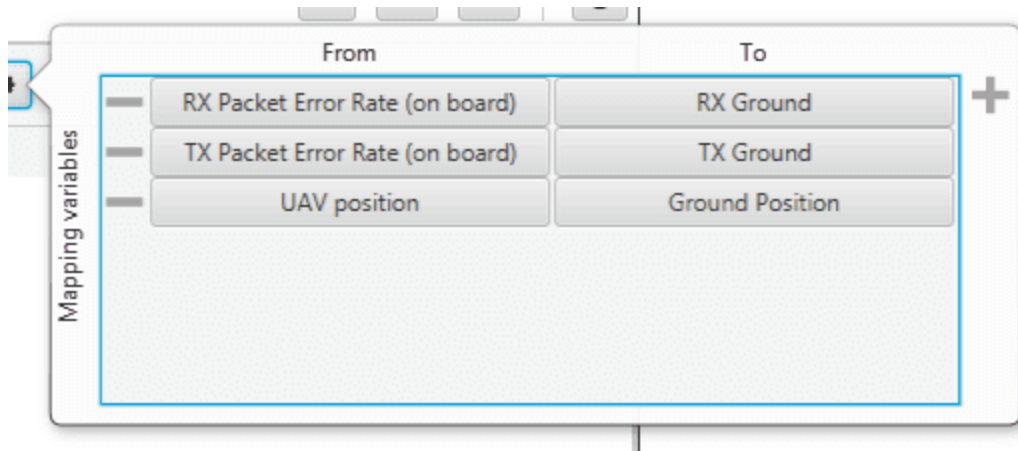 From To
Mapping variables
RX Packet Error Rate (on board) RX Ground
TX Packet Error Rate (on board) TX Ground
UAV position Ground Position